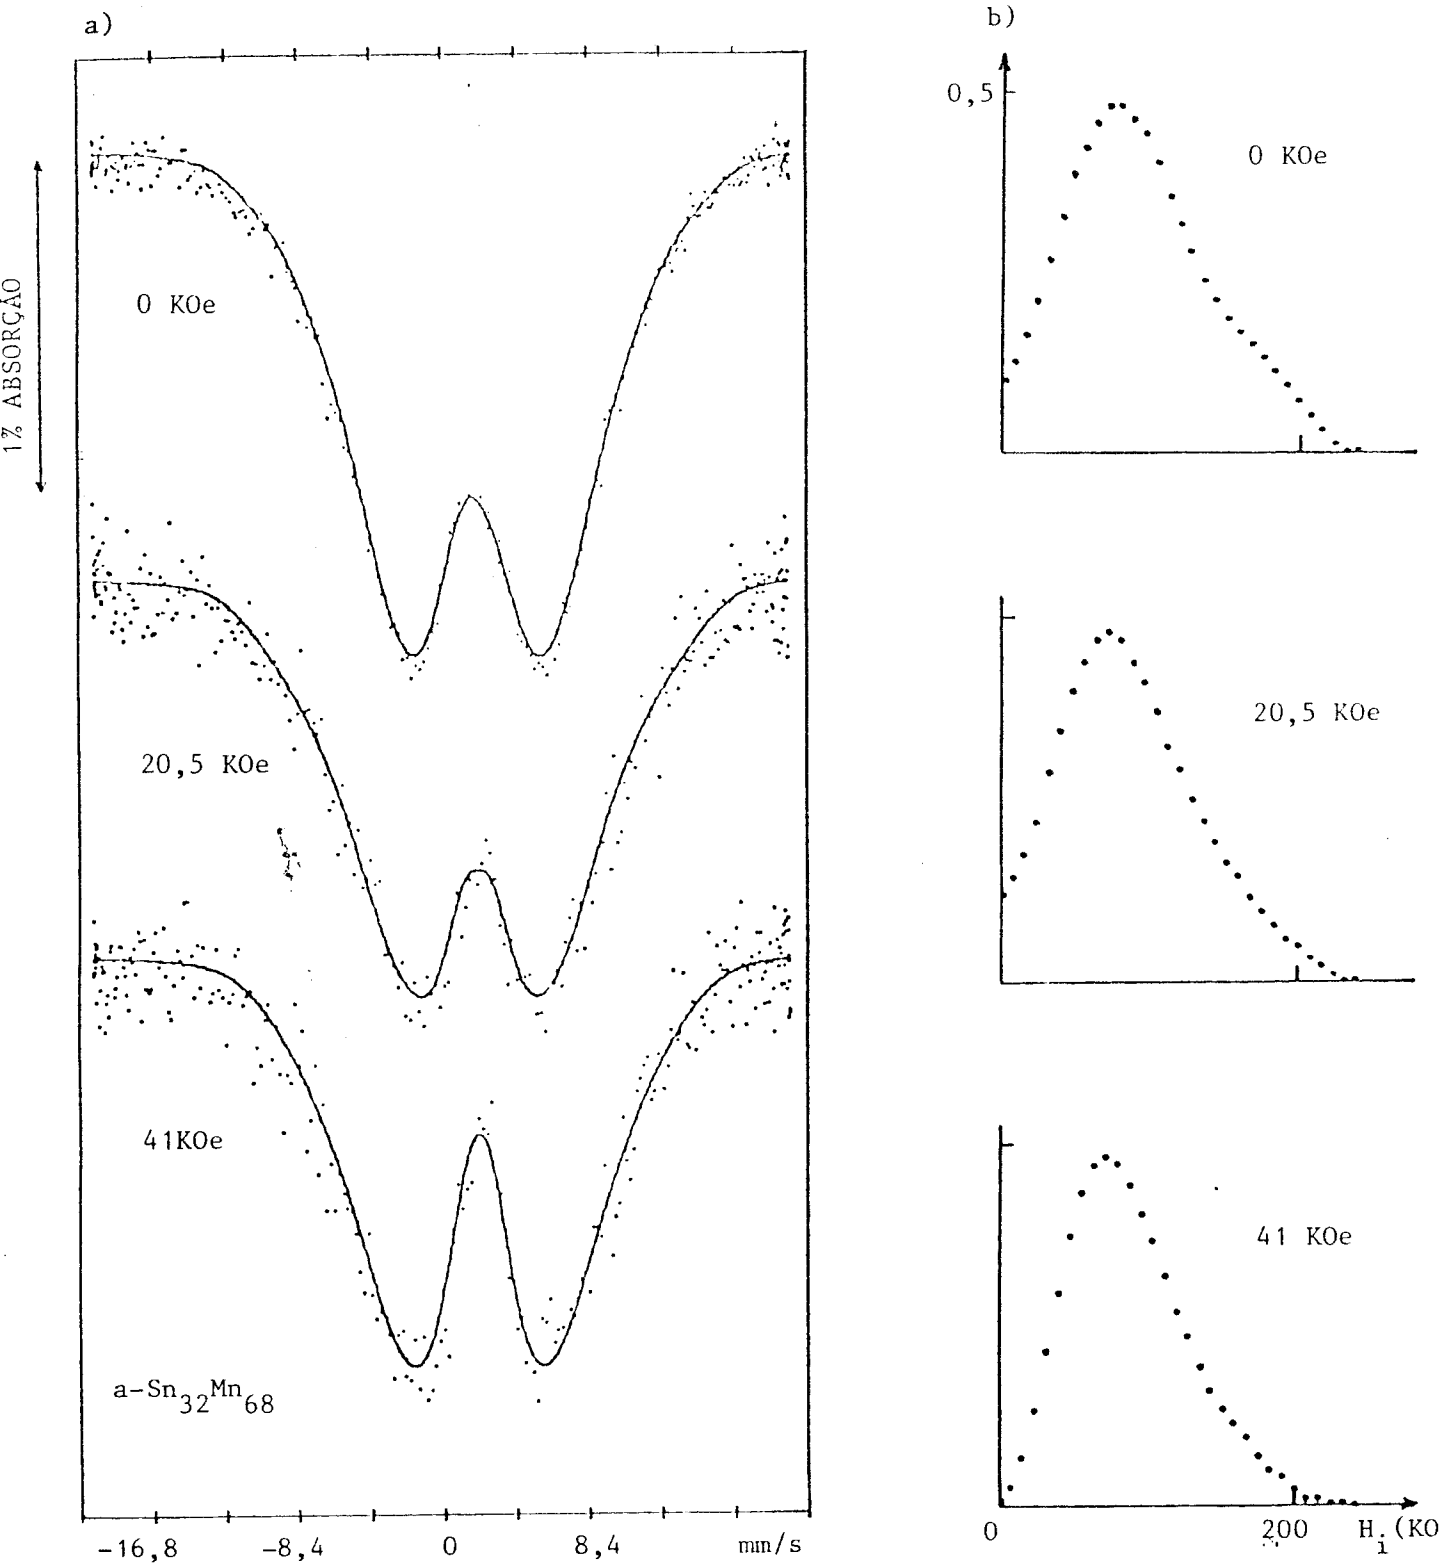 a)
1% ABSORÇÃO
0 KOe
20,5 KOe
41KOe
a-Sn32Mn68
-16,8 -8,4 0 8,4 mm/s
b)
0,5
0 KOe
20,5 KOe
41 KOe
0 200 Hi(KO